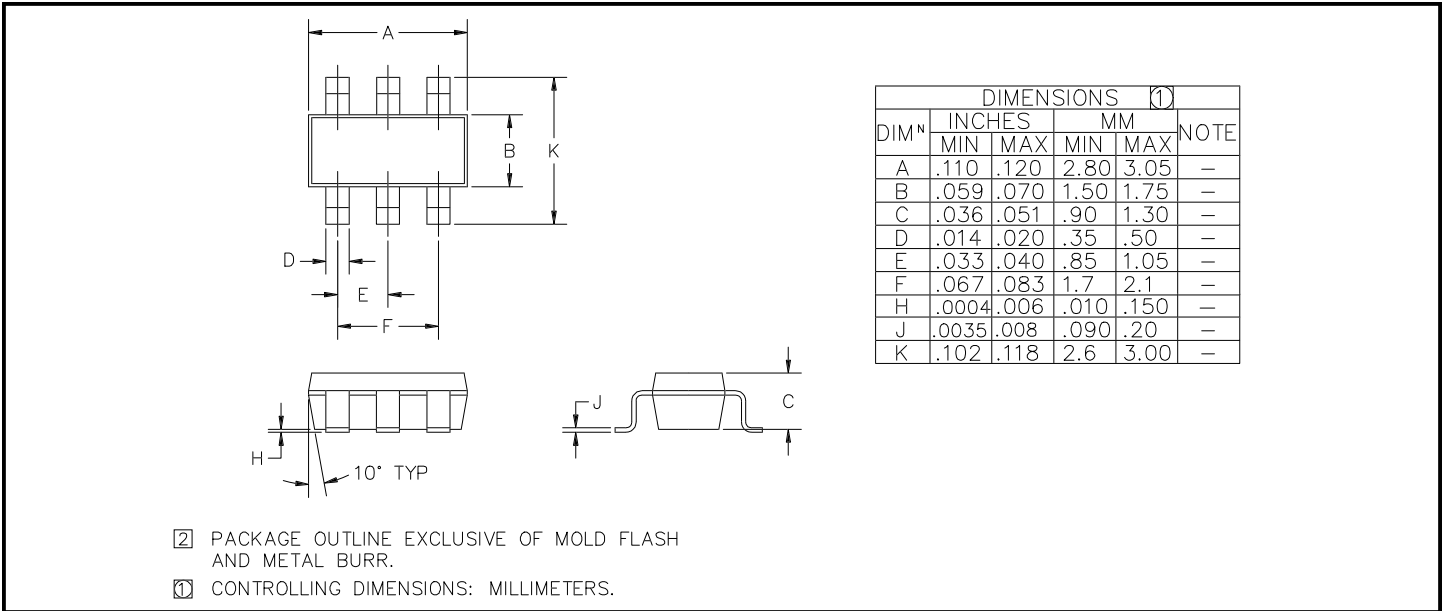 A
B
K
D
E
F
H
10° TYP
J
C
DIMENSIONS ①
DIMᴺ INCHES MM NOTE
MIN MAX MIN MAX
A .110 .120 2.80 3.05 –
B .059 .070 1.50 1.75 –
C .036 .051 .90 1.30 –
D .014 .020 .35 .50 –
E .033 .040 .85 1.05 –
F .067 .083 1.7 2.1 –
H .0004 .006 .010 .150 –
J .0035 .008 .090 .20 –
K .102 .118 2.6 3.00 –
2 PACKAGE OUTLINE EXCLUSIVE OF MOLD FLASH
AND METAL BURR.
① CONTROLLING DIMENSIONS: MILLIMETERS.